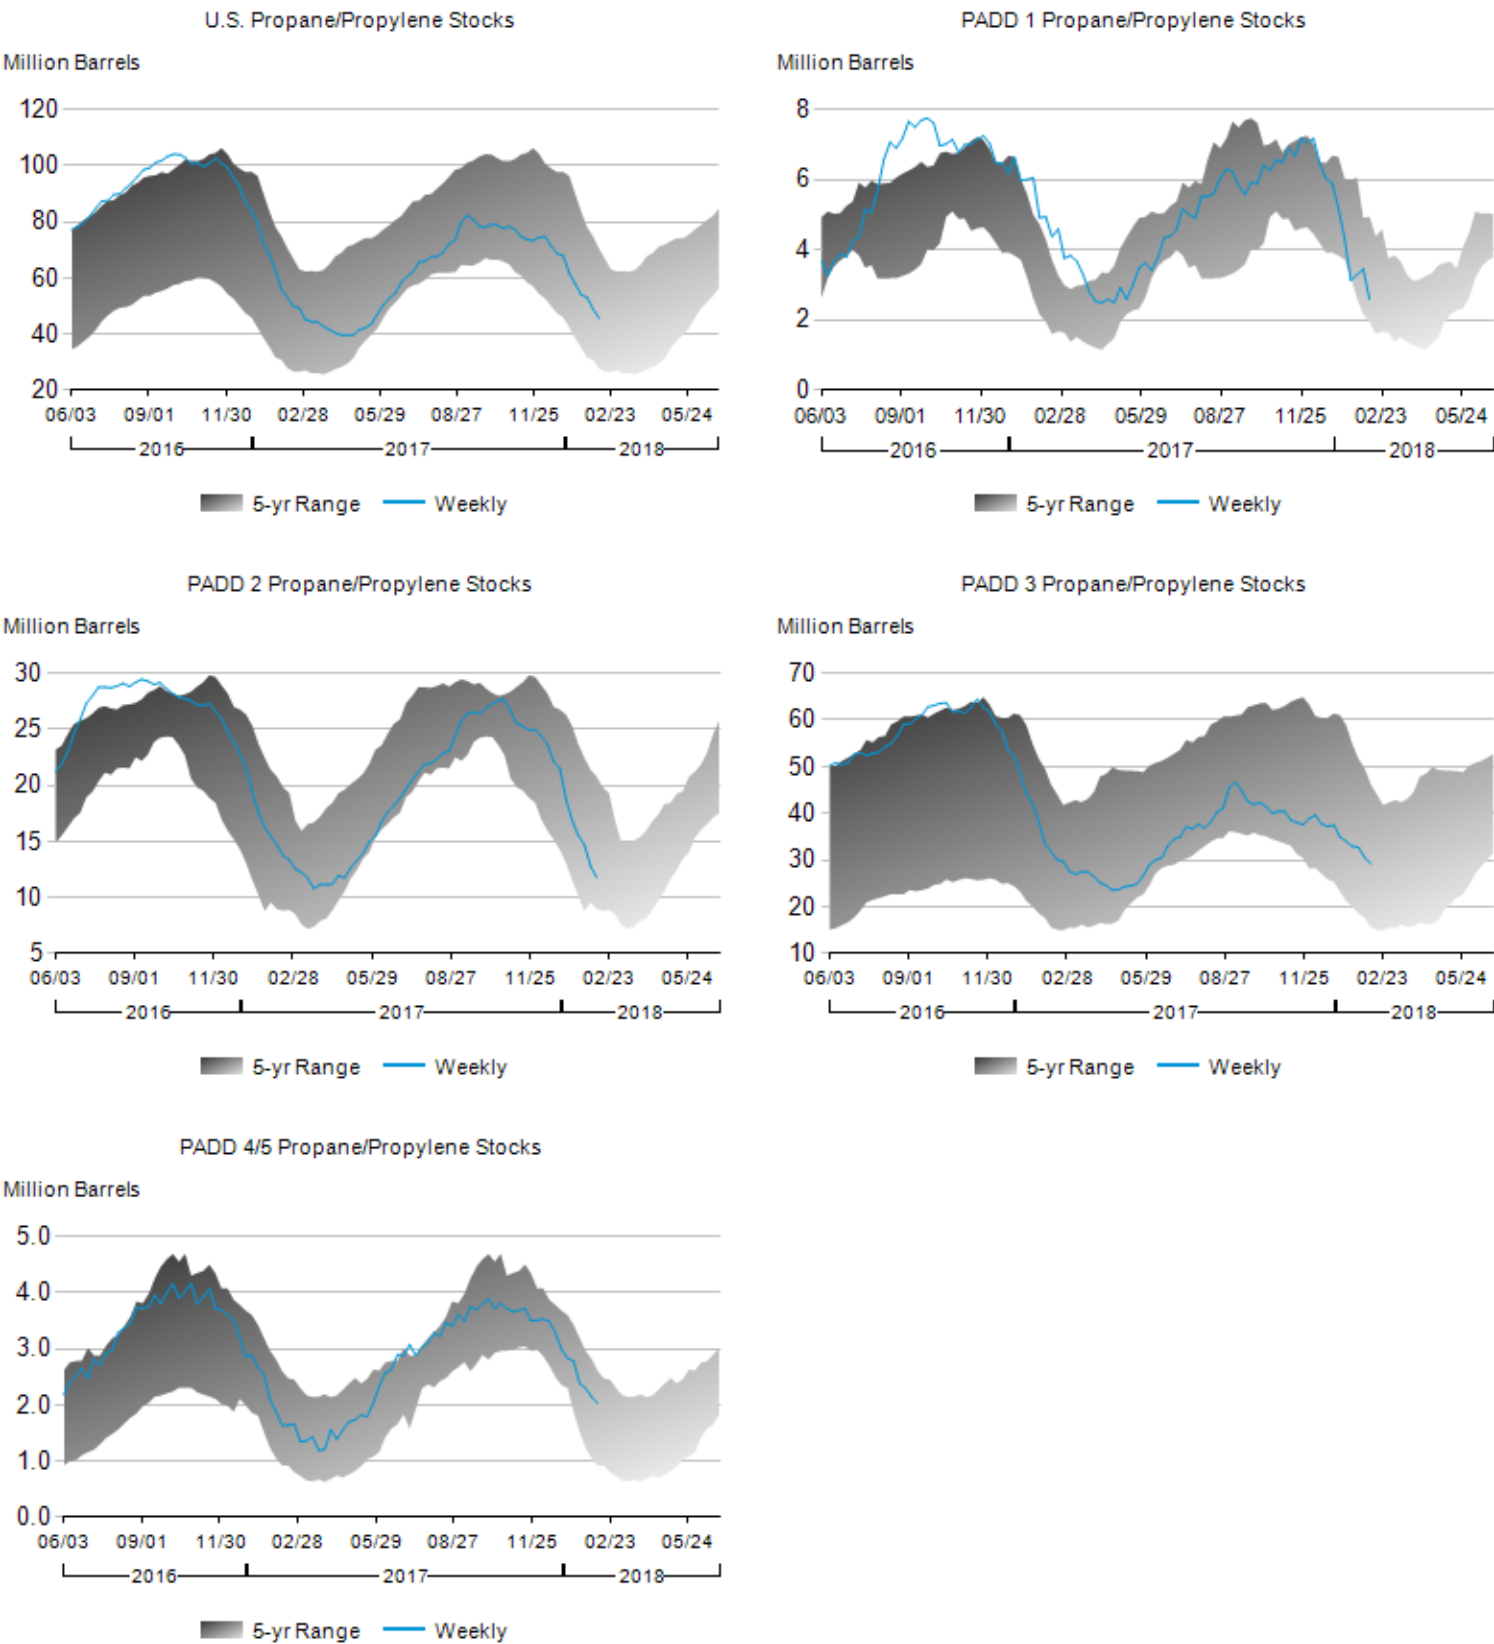 U.S. Propane/Propylene Stocks
Million Barrels
120
100
80
60
40
20
06/03 09/01 11/30 02/28 05/29 08/27 11/25 02/23 05/24
2016 2017 2018
5-yr Range Weekly
PADD 1 Propane/Propylene Stocks
Million Barrels
8
6
4
2
0
06/03 09/01 11/30 02/28 05/29 08/27 11/25 02/23 05/24
2016 2017 2018
5-yr Range Weekly
PADD 2 Propane/Propylene Stocks
Million Barrels
30
25
20
15
10
5
06/03 09/01 11/30 02/28 05/29 08/27 11/25 02/23 05/24
2016 2017 2018
5-yr Range Weekly
PADD 3 Propane/Propylene Stocks
Million Barrels
70
60
50
40
30
20
10
06/03 09/01 11/30 02/28 05/29 08/27 11/25 02/23 05/24
2016 2017 2018
5-yr Range Weekly
PADD 4/5 Propane/Propylene Stocks
Million Barrels
5.0
4.0
3.0
2.0
1.0
0.0
06/03 09/01 11/30 02/28 05/29 08/27 11/25 02/23 05/24
2016 2017 2018
5-yr Range Weekly